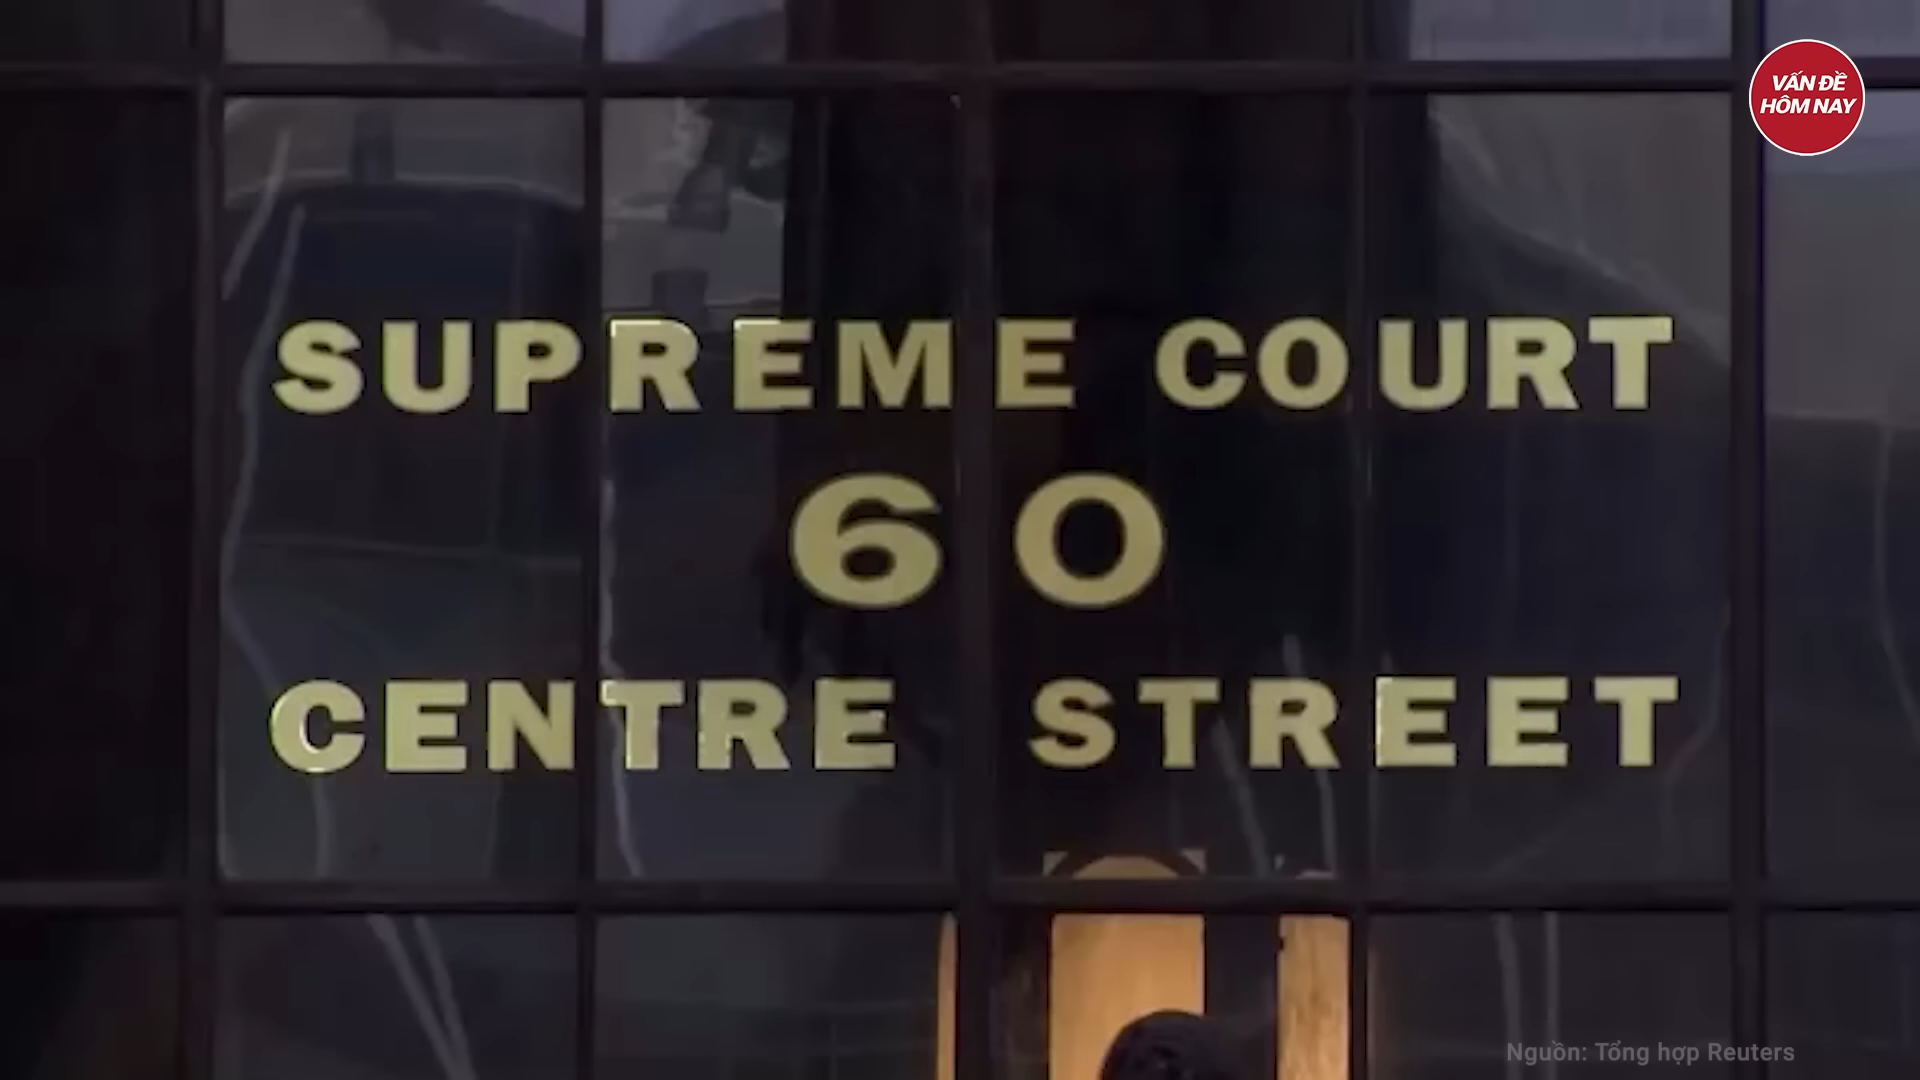 VẤN ĐỀ
HÔM NAY
SUPREME COURT
60
CENTRE STREET
Nguồn: Tổng hợp Reuters